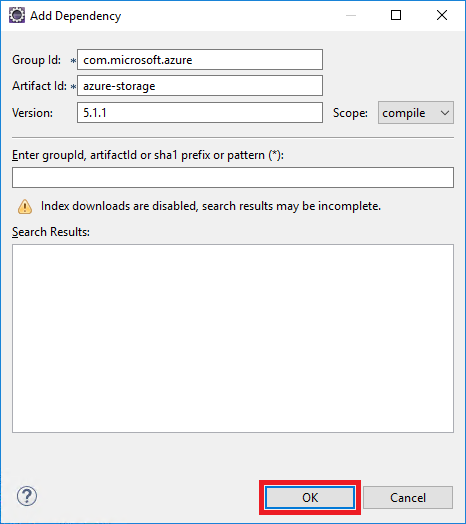 Add Dependency
Group Id: * com.microsoft.azure
Artifact Id: * azure-storage
Version: 5.1.1 Scope: compile
Enter groupId, artifactId or sha1 prefix or pattern (*):
Index downloads are disabled, search results may be incomplete.
Search Results:
? OK Cancel